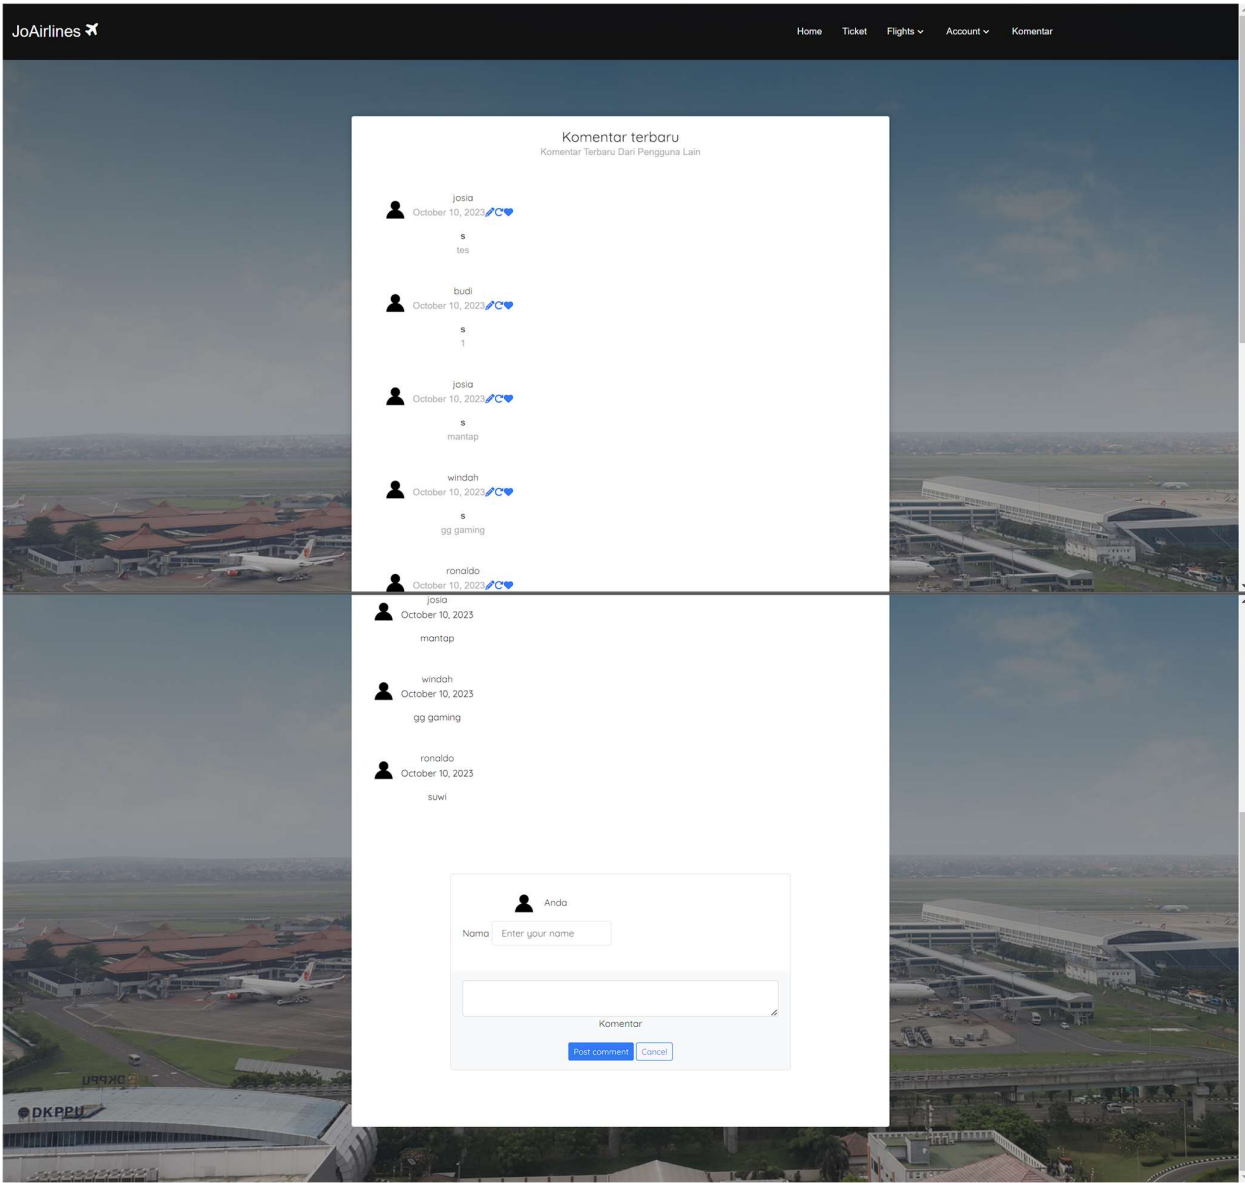 JoAirlines
Home Ticket Flights Account Komentar
Komentar terbaru
Komentar Terbaru Dari Pengguna Lain
josia
October 10, 2023
s
tes
budi
October 10, 2023
s
1
josia
October 10, 2023
s
mantap
windah
October 10, 2023
s
gg gaming
ronaldo
October 10, 2023
josia
October 10, 2023
mantap
windah
October 10, 2023
gg gaming
ronaldo
October 10, 2023
suwi
Anda
Nama Enter your name
Komentar
Post comment Cancel
DKPPU
DKPPU